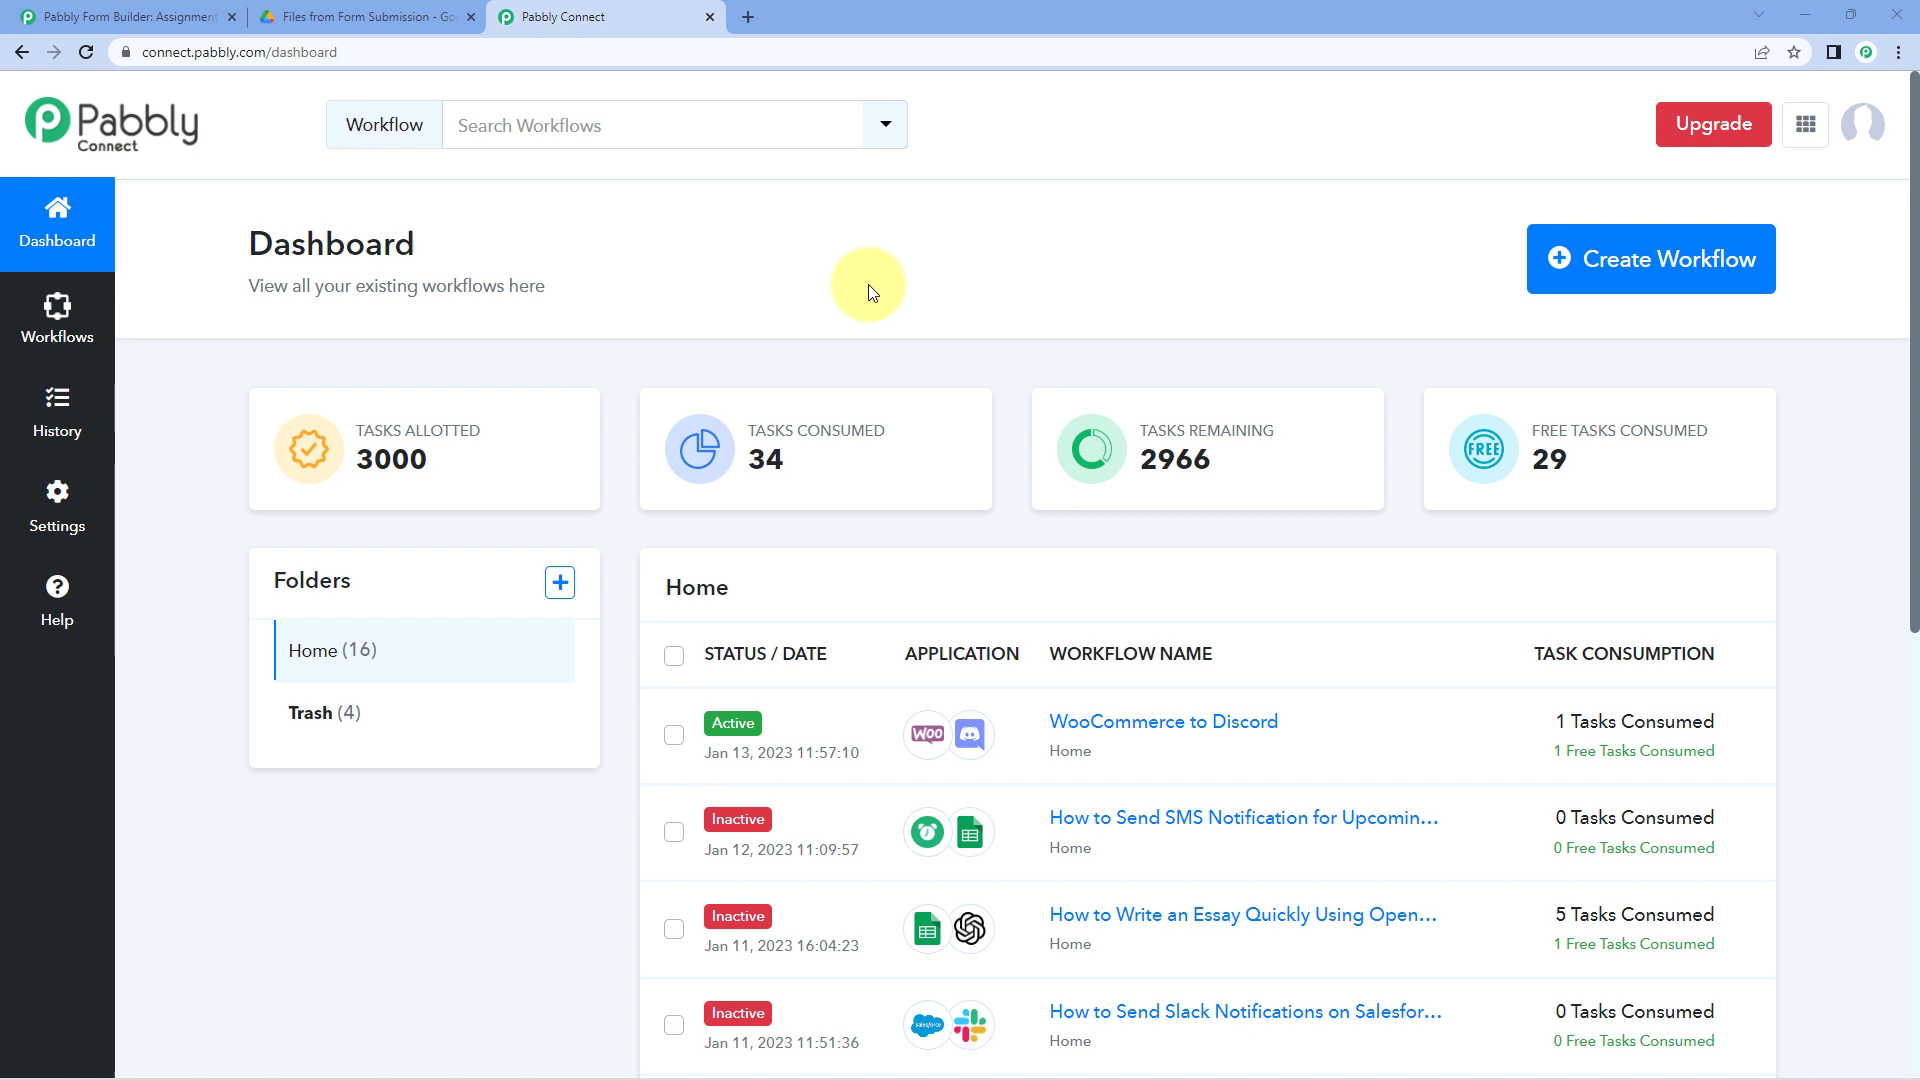 Pabbly Form Builder: Assignment
Files from Form Submission - Go
Pabbly Connect
connect.pabbly.com/dashboard
Pabbly
Connect
Workflow
Search Workflows
Upgrade
Dashboard
Workflows
History
Settings
Help
Dashboard
View all your existing workflows here
Create Workflow
TASKS ALLOTTED
3000
TASKS CONSUMED
34
TASKS REMAINING
2966
FREE
FREE TASKS CONSUMED
29
Folders
Home (16)
Trash (4)
Home
STATUS / DATE APPLICATION WORKFLOW NAME TASK CONSUMPTION
Active
Jan 13, 2023 11:57:10
WOO
WooCommerce to Discord
Home
1 Tasks Consumed
1 Free Tasks Consumed
Inactive
Jan 12, 2023 11:09:57
How to Send SMS Notification for Upcomin...
Home
0 Tasks Consumed
0 Free Tasks Consumed
Inactive
Jan 11, 2023 16:04:23
How to Write an Essay Quickly Using Open...
Home
5 Tasks Consumed
1 Free Tasks Consumed
Inactive
Jan 11, 2023 11:51:36
salesforce
How to Send Slack Notifications on Salesfor...
Home
0 Tasks Consumed
0 Free Tasks Consumed